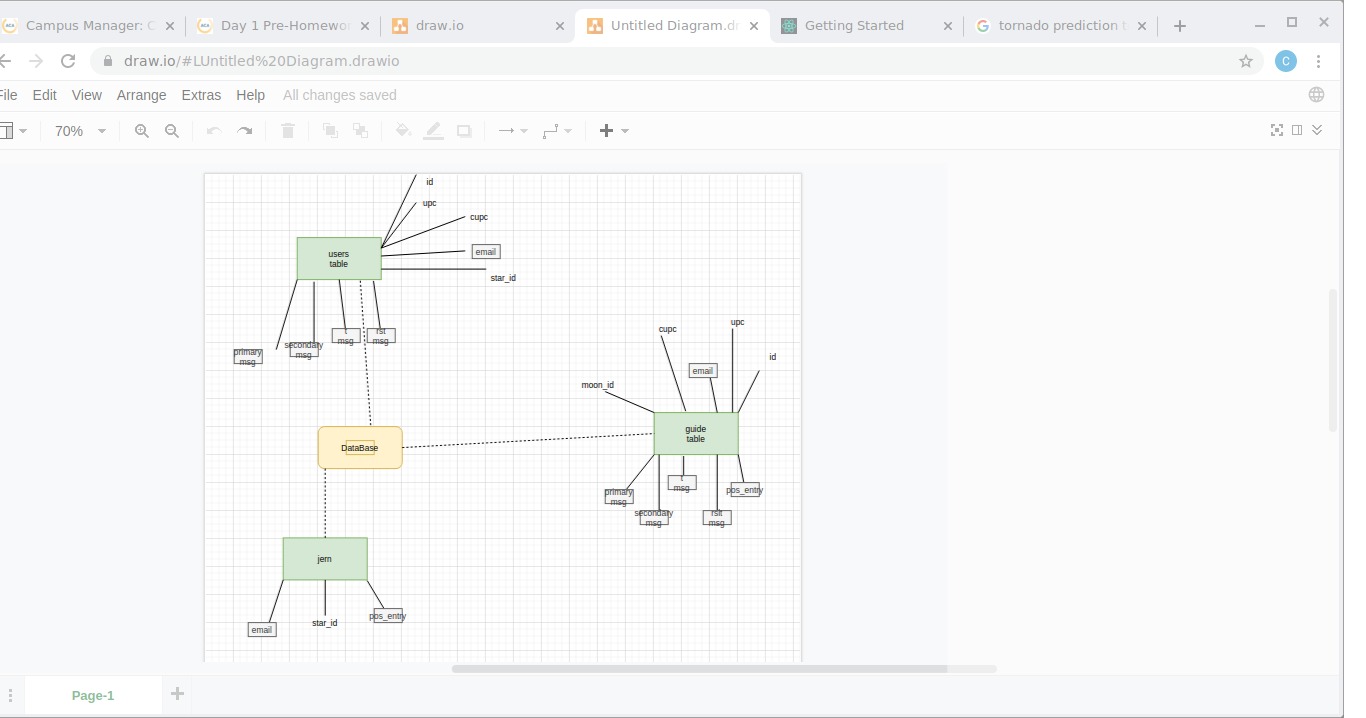 Campus Manager: C
Day 1 Pre-Homewor
draw.io
Untitled Diagram.dr
Getting Started
tornado prediction t
draw.io/#LUntitled%20Diagram.drawio
C
File Edit View Arrange Extras Help All changes saved
70%
id
upc
cupc
email
star_id
users
table
primary
msg
secondary
msg
t
msg
rst
msg
cupc
upc
email
id
moon_id
guide
table
DataBase
primary
msg
secondary
msg
t
msg
rslt
msg
pos_entry
jern
email
star_id
pos_entry
Page-1